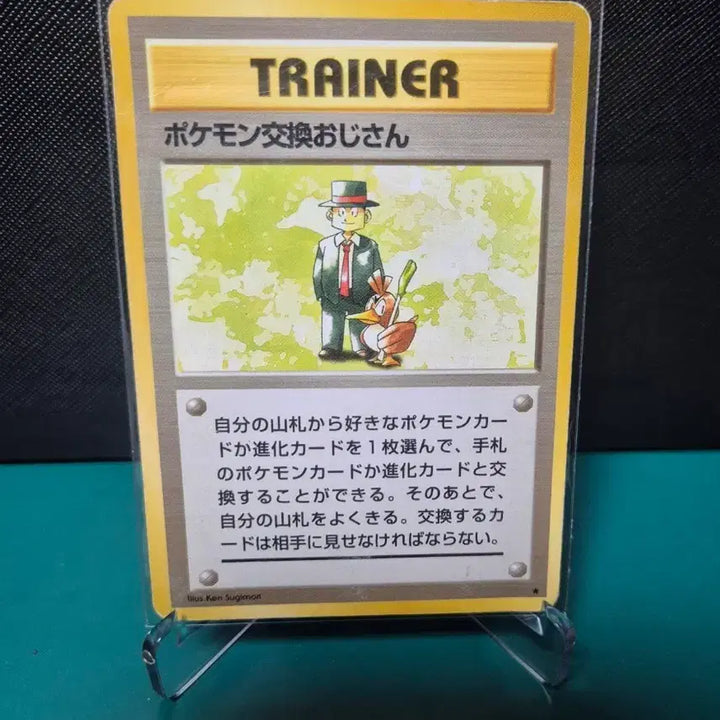 TRAINER
ポケモン交換おじさん
自分の山札から好きなポケモンカー
ドか進化カードを1枚選んで、手札
のポケモンカードか進化カードと交
換することができる。そのあとで、
自分の山札をよくきる。交換するカ
ードは相手に見せなければならない。
Illus. Ken Sugimori